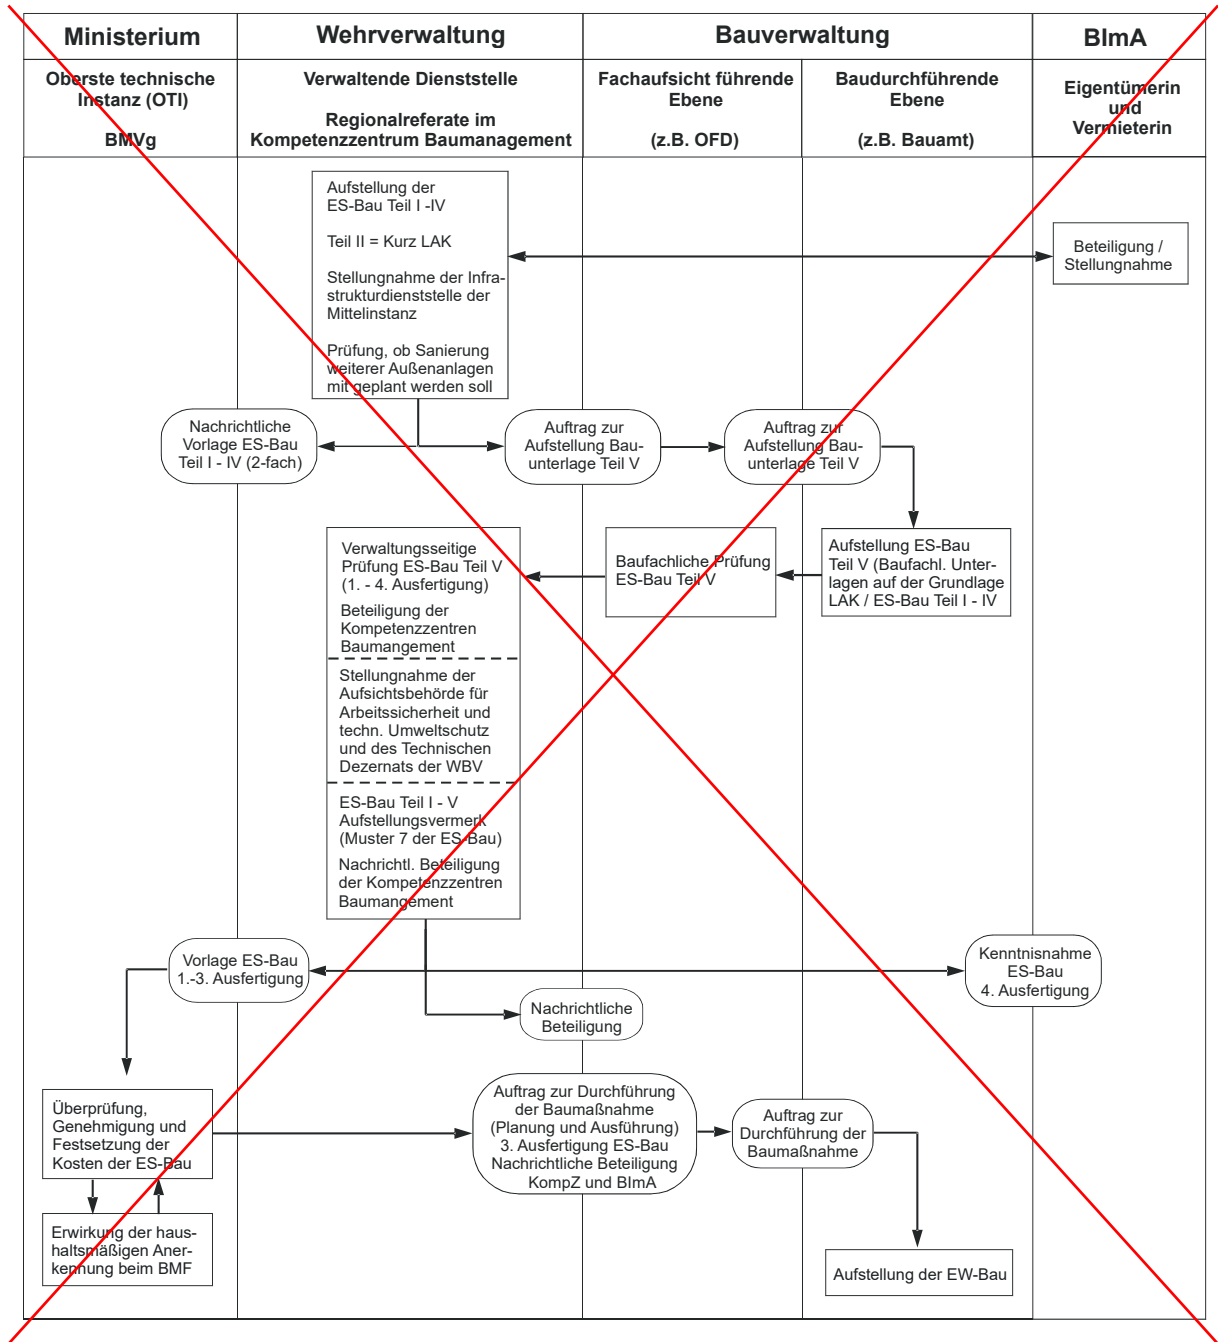 Ministerium
Wehrverwaltung
Bauverwaltung
BImA
Oberste technische
Instanz (OTI)
BMVg
Verwaltende Dienststelle
Regionalreferate im
Kompetenzzentrum Baumanagement
Fachaufsicht führende
Ebene
(z.B. OFD)
Baudurchführende
Ebene
(z.B. Bauamt)
Eigentümerin
und
Vermieterin
Aufstellung der
ES-Bau Teil I -IV
Teil II = Kurz LAK
Stellungnahme der Infra-
strukturdienststelle der
Mittelinstanz
Prüfung, ob Sanierung
weiterer Außenanlagen
mit geplant werden soll
Beteiligung /
Stellungnahme
Nachrichtliche
Vorlage ES-Bau
Teil I - IV (2-fach)
Auftrag zur
Aufstellung Bau-
unterlage Teil V
Auftrag zur
Aufstellung Bau-
unterlage Teil V
Verwaltungsseitige
Prüfung ES-Bau Teil V
(1. - 4. Ausfertigung)
Beteiligung der
Kompetenzzentren
Baumangement
Baufachliche Prüfung
ES-Bau Teil V
Aufstellung ES-Bau
Teil V (Baufachl. Unter-
lagen auf der Grundlage
LAK / ES-Bau Teil I - IV
Stellungnahme der
Aufsichtsbehörde für
Arbeitssicherheit und
techn. Umweltschutz
und des Technischen
Dezernats der WBV
ES-Bau Teil I - V
Aufstellungsvermerk
(Muster 7 der ES-Bau)
Nachrichtl. Beteiligung
der Kompetenzzentren
Baumangement
Vorlage ES-Bau
1.-3. Ausfertigung
Kenntnisnahme
ES-Bau
4. Ausfertigung
Nachrichtliche
Beteiligung
Überprüfung,
Genehmigung und
Festsetzung der
Kosten der ES-Bau
Auftrag zur Durchführung
der Baumaßnahme
(Planung und Ausführung)
3. Ausfertigung ES-Bau
Nachrichtliche Beteiligung
KompZ und BImA
Auftrag zur
Durchführung der
Baumaßnahme
Erwirkung der haus-
haltsmäßigen Aner-
kennung beim BMF
Aufstellung der EW-Bau